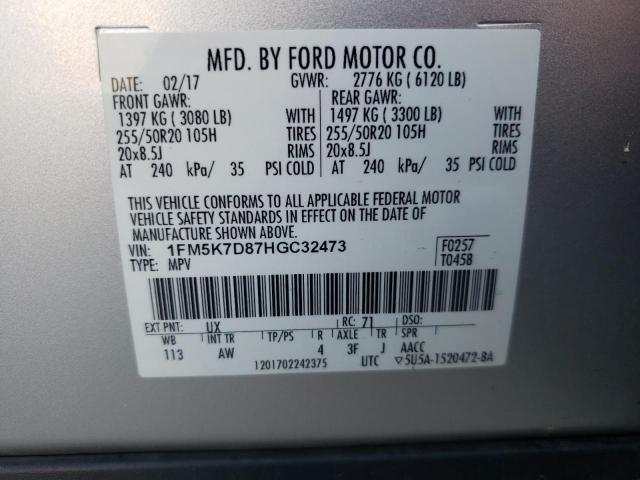 MFD. BY FORD MOTOR CO.
DATE: 02/17 GVWR: 2776 KG ( 6120 LB)
FRONT GAWR: REAR GAWR:
1397 KG ( 3080 LB) WITH 1497 KG ( 3300 LB) WITH
255/50R20 105H TIRES 255/50R20 105H TIRES
20x8.5J RIMS 20x8.5J RIMS
AT 240 kPa/ 35 PSI COLD AT 240 kPa/ 35 PSI COLD
THIS VEHICLE CONFORMS TO ALL APPLICABLE FEDERAL MOTOR
VEHICLE SAFETY STANDARDS IN EFFECT ON THE DATE OF
MANUFACTURE SHOWN ABOVE.
VIN: 1FM5K7D87HGC32473 F0257
TYPE: MPV T0458
EXT PNT: UX RC: 71 DSO:
WB INT TR TP/PS R AXLE TR SPR
113 AW 4 3F J AACC
1201702242375 UTC ▽5U5A-1520472-BA